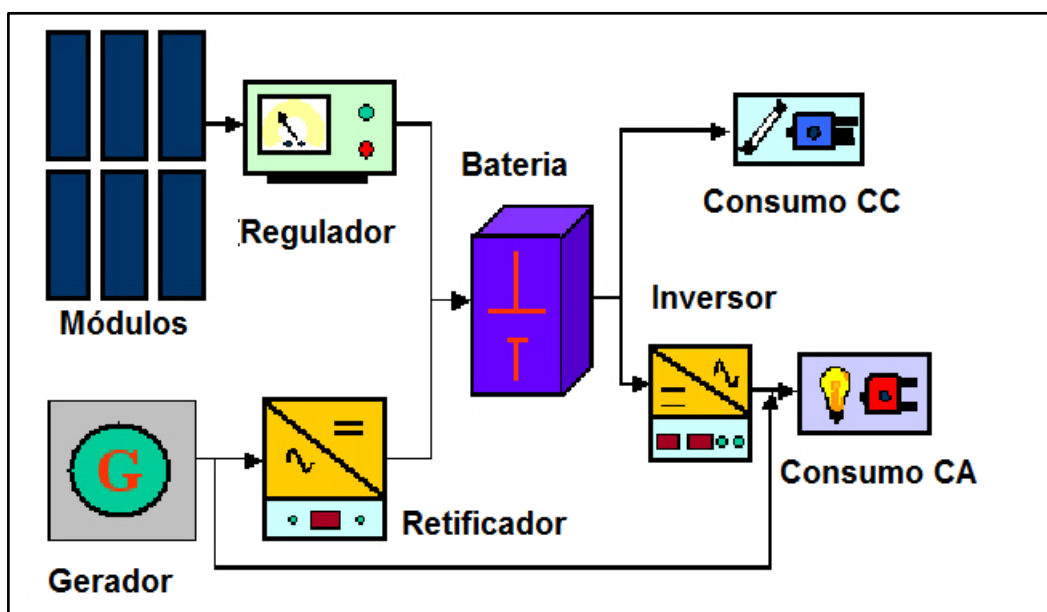 Bateria
Consumo CC
Regulador
Inversor
Módulos
G
Consumo CA
Retificador
Gerador